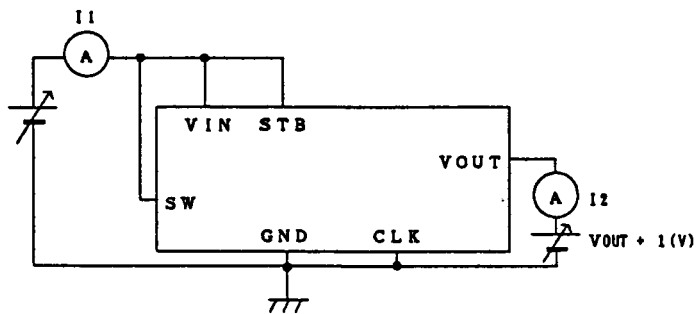 I1
A
VIN STB
VOUT
A I2
SW
VOUT + 1(V)
GND CLK